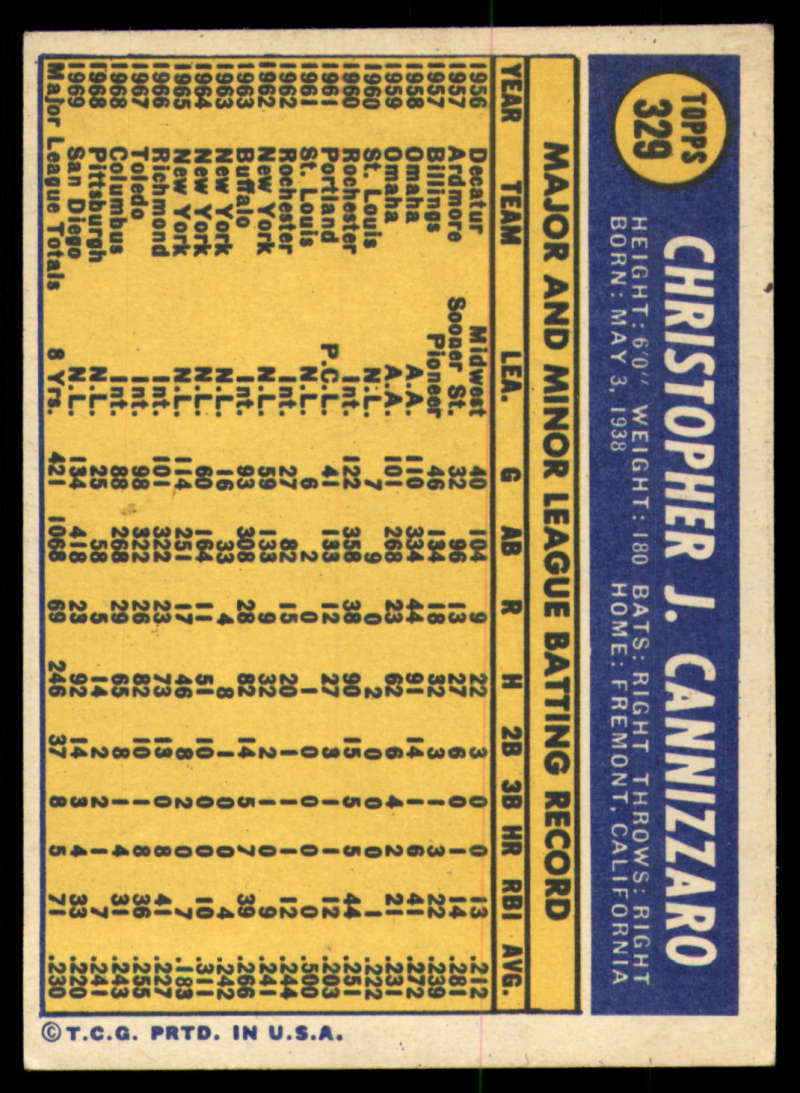 TOPPS
329
CHRISTOPHER J. CANNIZZARO
HEIGHT: 6'0" WEIGHT: 180 BATS: RIGHT THROWS: RIGHT
BORN: MAY 3, 1938 HOME: FREMONT, CALIFORNIA
MAJOR AND MINOR LEAGUE BATTING RECORD
YEAR TEAM LEA. G AB R H 2B 3B HR RBI AVG.
1956 Decatur Midwest 40 104 9 22 3 0 0 13 .212
1957 Ardmore Sooner St. 32 96 13 27 6 0 1 14 .281
1957 Billings Pioneer 46 134 18 32 3 1 3 22 .239
1958 Omaha A.A. 110 334 44 91 14 1 6 41 .272
1959 Omaha A.A. 101 268 23 62 6 4 2 21 .231
1960 St. Louis N.L. 7 9 0 2 0 0 0 1 .222
1960 Rochester Int. 122 358 38 90 15 5 5 44 .251
1961 Portland P.C.L. 41 133 12 27 3 1 1 12 .203
1961 St. Louis N.L. 6 2 0 1 0 0 0 0 .500
1962 Rochester Int. 27 82 15 20 1 1 1 12 .244
1962 New York N.L. 59 133 9 32 2 1 0 9 .241
1963 Buffalo Int. 93 308 28 82 14 5 7 39 .266
1963 New York N.L. 16 33 4 8 1 0 0 4 .242
1964 New York N.L. 60 164 11 51 10 0 0 10 .311
1965 New York N.L. 114 251 17 46 8 2 0 7 .183
1966 Richmond Int. 101 322 23 73 13 0 8 41 .227
1967 Toledo Int. 98 322 26 82 10 1 8 36 .255
1968 Columbus Int. 88 268 29 65 8 1 4 31 .243
1968 Pittsburgh N.L. 25 58 5 14 2 2 1 7 .241
1969 San Diego N.L. 134 418 23 92 14 3 4 33 .220
Major League Totals 8 Yrs. 421 1068 69 246 37 8 5 71 .230
© T.C.G. PRTD. IN U.S.A.